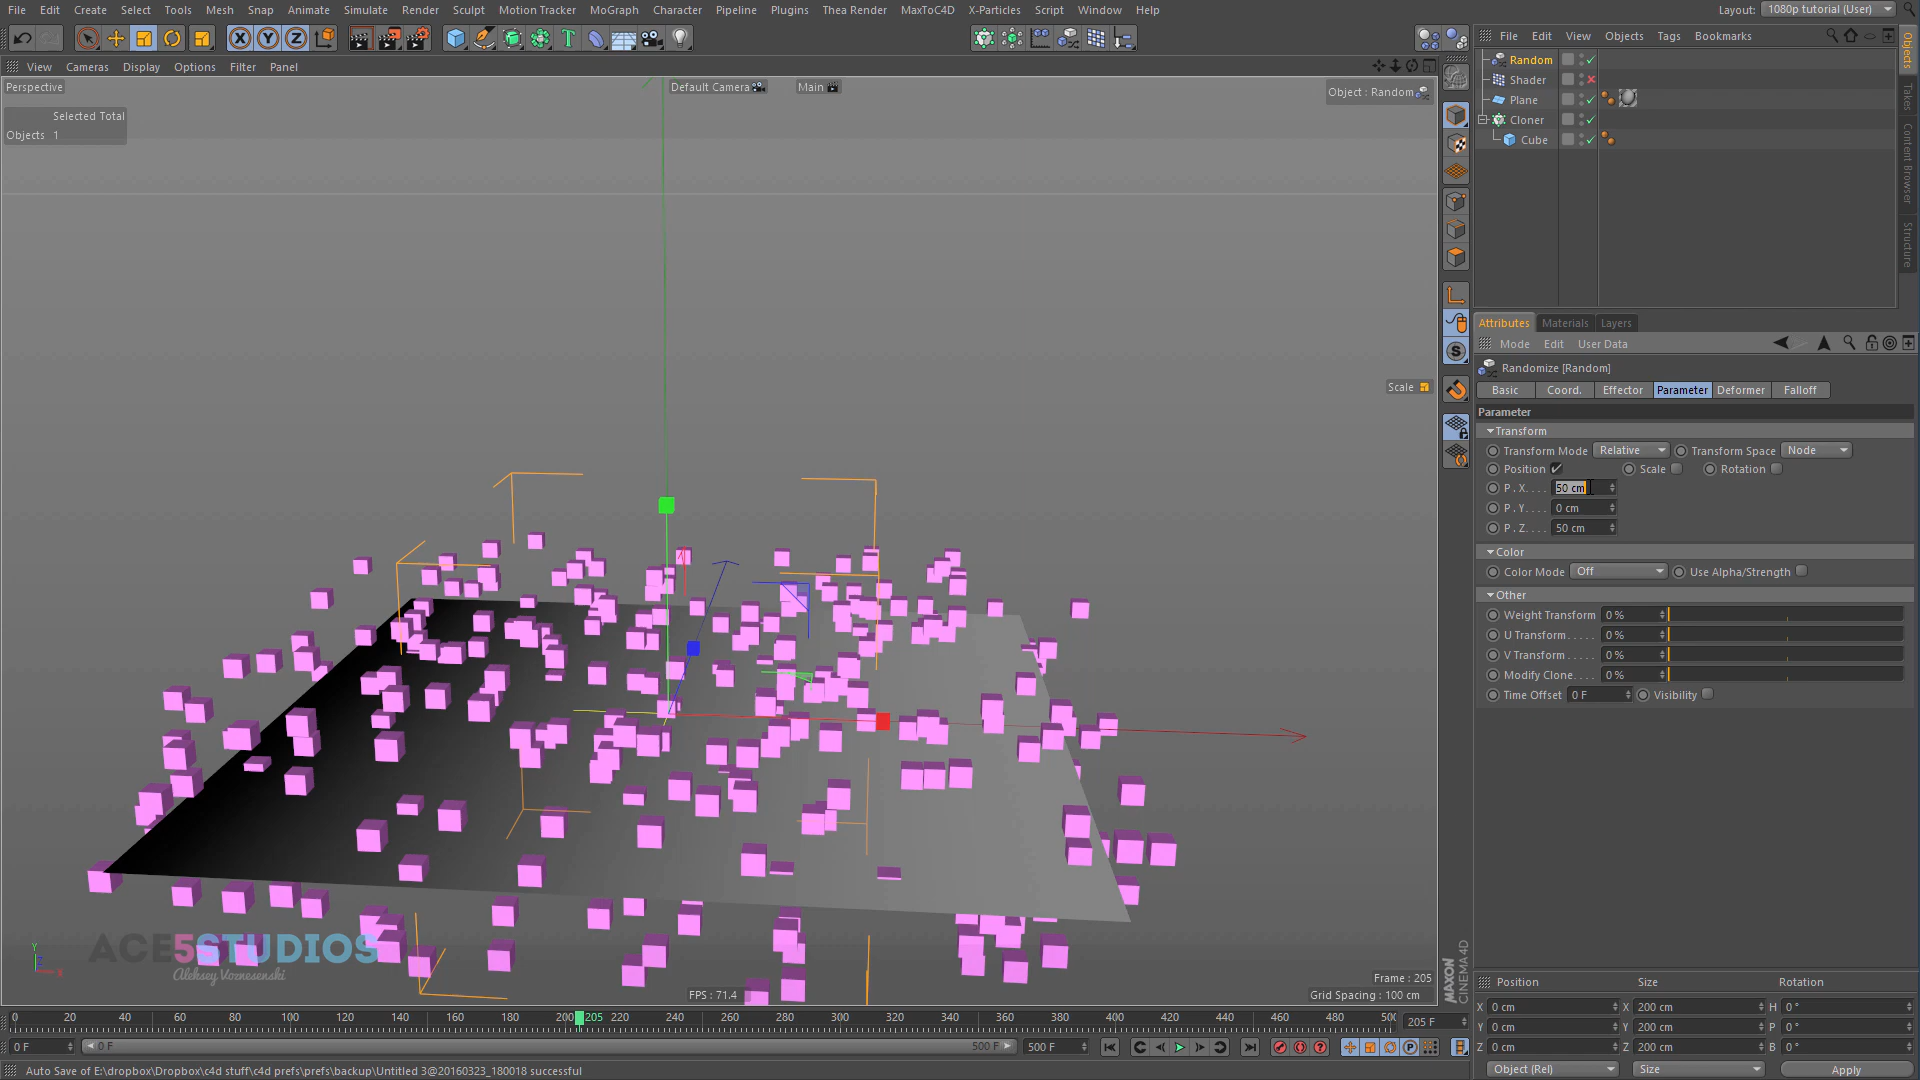 File Edit Create Select Tools Mesh Snap Animate Simulate Render Sculpt Motion Tracker MoGraph Character Pipeline Plugins Thea Render MaxToC4D X-Particles Script Window Help
Layout: 1080p tutorial (User)
View Cameras Display Options Filter Panel
Perspective
Default Camera
Main
Object : Random
Selected Total
Objects 1
Scale
File Edit View Objects Tags Bookmarks
Random
Shader
Plane
Cloner
Cube
Objects
Takes
Content Browser
Structure
Attributes Materials Layers
Mode Edit User Data
Randomize [Random]
Basic Coord. Effector Parameter Deformer Falloff
Parameter
Transform
Transform Mode Relative Transform Space Node
Position Scale Rotation
P . X. . . . 50 cm
P . Y. . . . 0 cm
P . Z. . . . 50 cm
Color
Color Mode Off Use Alpha/Strength
Other
Weight Transform 0 %
U Transform . . . . . 0 %
V Transform . . . . . 0 %
Modify Clone. . . . . 0 %
Time Offset 0 F Visibility
ACE5STUDIOS
Aleksey Voznesenski
Y
FPS : 71.4
Frame : 205
Grid Spacing : 100 cm
MAXON
CINEMA 4D
0 20 40 60 80 100 120 140 160 180 200 205 220 240 260 280 300 320 340 360 380 400 420 440 460 480 500
205 F
0 F 0 F 500 F 500 F
Position Size Rotation
X 0 cm X 200 cm H 0 °
Y 0 cm Y 200 cm P 0 °
Z 0 cm Z 200 cm B 0 °
Object (Rel) Size Apply
Auto Save of E:\dropbox\Dropbox\c4d stuff\c4d prefs\prefs\backup\Untitled 3@20160323_180018 successful